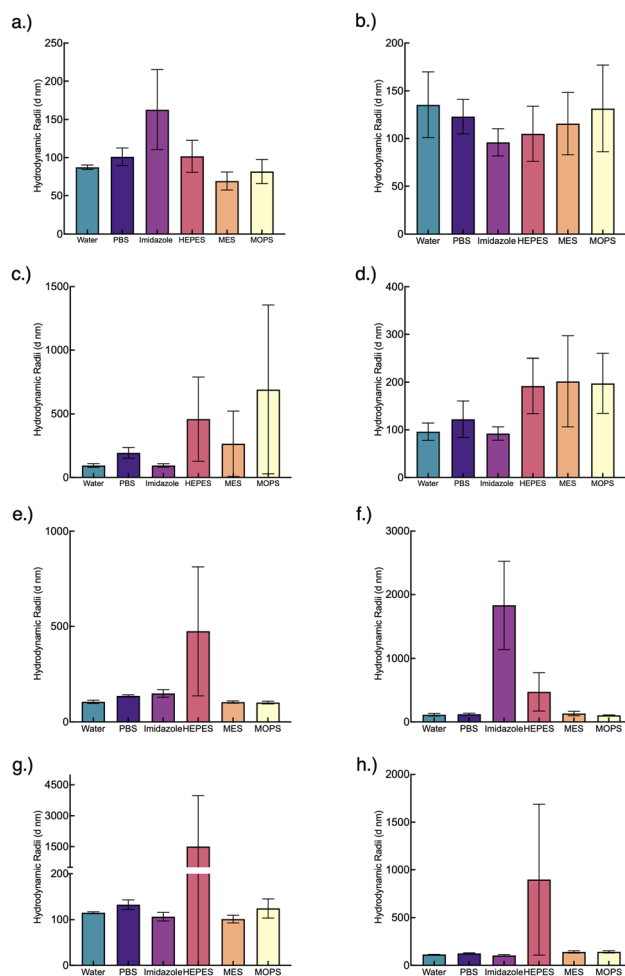 a.)
Hydrodynamic Radii (d nm)
250
200
150
100
50
0
Water PBS Imidazole HEPES MES MOPS
b.)
Hydrodynamic Radii (d nm)
200
150
100
50
0
Water PBS Imidazole HEPES MES MOPS
c.)
Hydrodynamic Radii (d nm)
1500
1000
500
0
Water PBS Imidazole HEPES MES MOPS
d.)
Hydrodynamic Radii (d nm)
400
300
200
100
0
Water PBS Imidazole HEPES MES MOPS
e.)
Hydrodynamic Radii (d nm)
1000
500
0
Water PBS Imidazole HEPES MES MOPS
f.)
Hydrodynamic Radii (d nm)
3000
2000
1000
0
Water PBS Imidazole HEPES MES MOPS
g.)
Hydrodynamic Radii (d nm)
4500
3000
1500
200
100
0
Water PBS Imidazole HEPES MES MOPS
h.)
Hydrodynamic Radii (d nm)
2000
1500
1000
500
0
Water PBS Imidazole HEPES MES MOPS